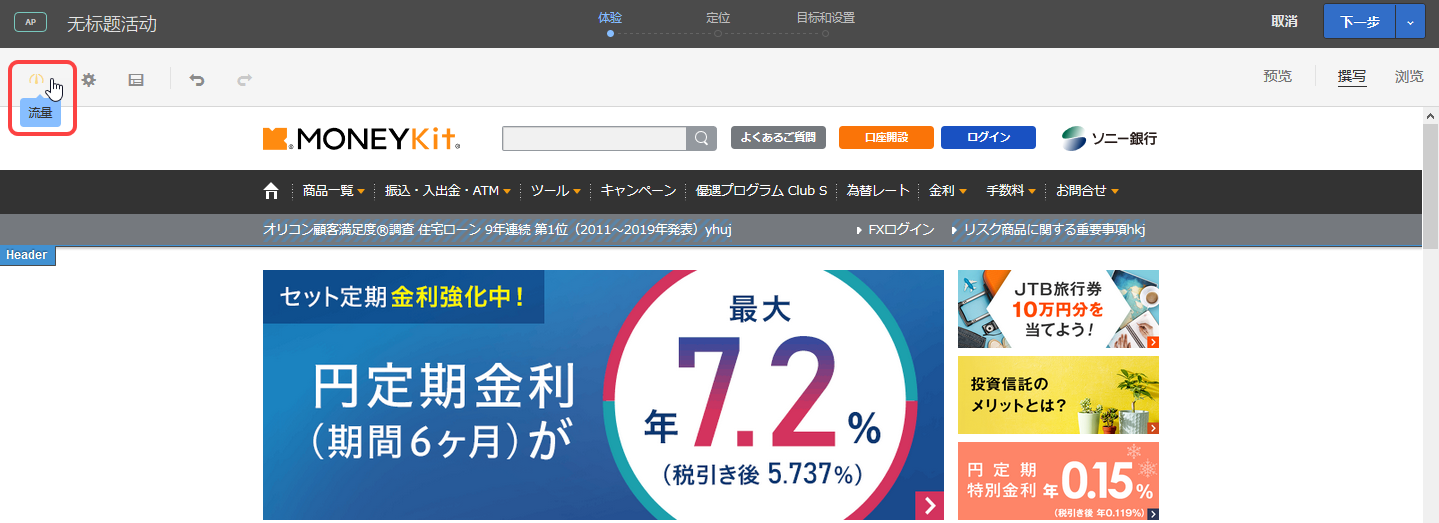 AP 无标题活动 体验 定位 目标和设置 取消 下一步
流量 预览 撰写 浏览
MONEYKit. よくあるご質問 口座開設 ログイン ソニー銀行
商品一覧 振込・入出金・ATM ツール キャンペーン 優遇プログラム Club S 為替レート 金利 手数料 お問合せ
オリコン顧客満足度®調査 住宅ローン 9年連続 第1位（2011～2019年発表）yhuj FXログイン リスク商品に関する重要事項hkj
Header
セット定期 金利強化中！
円定期金利
（期間6ヶ月）が
最大
年 7.2 %
（税引き後 5.737%）
JTB旅行券
10万円分を
当てよう！
投資信託の
メリットとは？
円定期
特別金利 年 0.15 %
（税引き後 年0.119%）